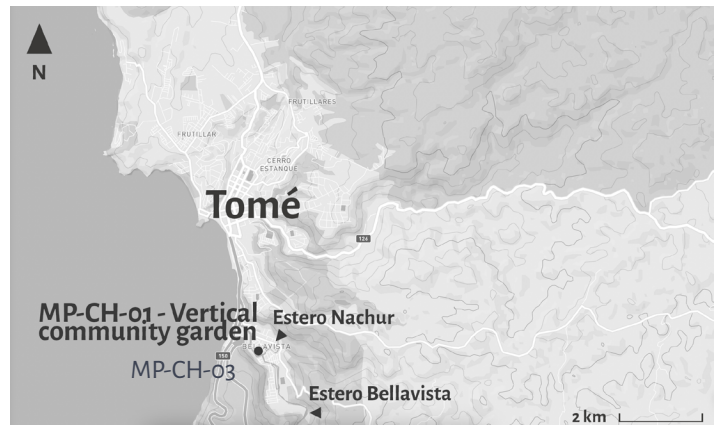 N
FRUTILLARES
FRUTILLAR
CERRO
ESTANQUE
Tomé
126
MP-CH-01 - Vertical
community garden
Estero Nachur
BELLAVISTA
150
MP-CH-03
Estero Bellavista
2 km